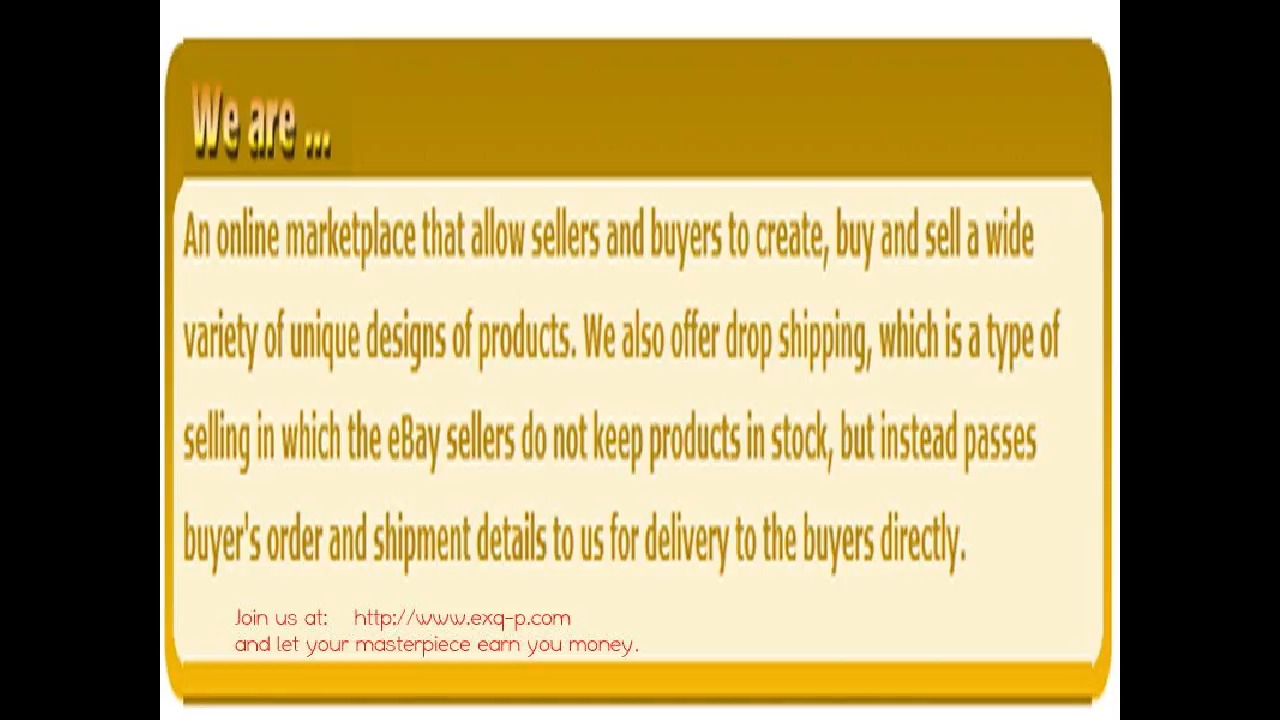 We are ...
An online marketplace that allow sellers and buyers to create, buy and sell a wide
variety of unique designs of products. We also offer drop shipping, which is a type of
selling in which the eBay sellers do not keep products in stock, but instead passes
buyer's order and shipment details to us for delivery to the buyers directly.
Join us at: http://www.exq-p.com
and let your masterpiece earn you money.